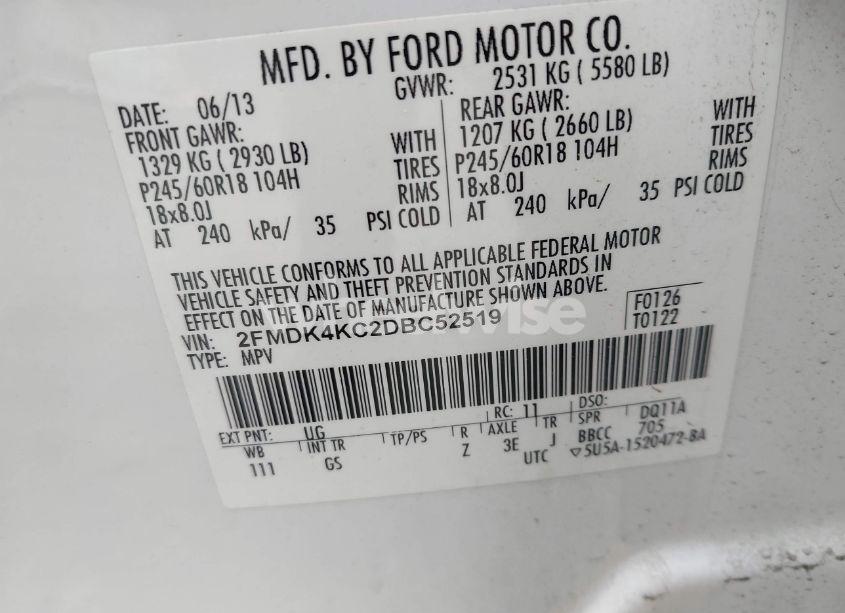 MFD. BY FORD MOTOR CO.
DATE: 06/13 GVWR: 2531 KG ( 5580 LB)
FRONT GAWR: REAR GAWR:
1329 KG ( 2930 LB) WITH 1207 KG ( 2660 LB) WITH
P245/60R18 104H TIRES P245/60R18 104H TIRES
18x8.0J RIMS 18x8.0J RIMS
AT 240 kPa/ 35 PSI COLD AT 240 kPa/ 35 PSI COLD
THIS VEHICLE CONFORMS TO ALL APPLICABLE FEDERAL MOTOR
VEHICLE SAFETY AND THEFT PREVENTION STANDARDS IN
EFFECT ON THE DATE OF MANUFACTURE SHOWN ABOVE.
VIN: 2FMDK4KC2DBC52519
TYPE: MPV
F0126
T0122
EXT PNT: UG RC: 11 DSO:
WB INT TR TP/PS R AXLE TR SPR DQ11A
111 GS Z 3E J BBCC 705
UTC ▽5U5A-1520472-BA